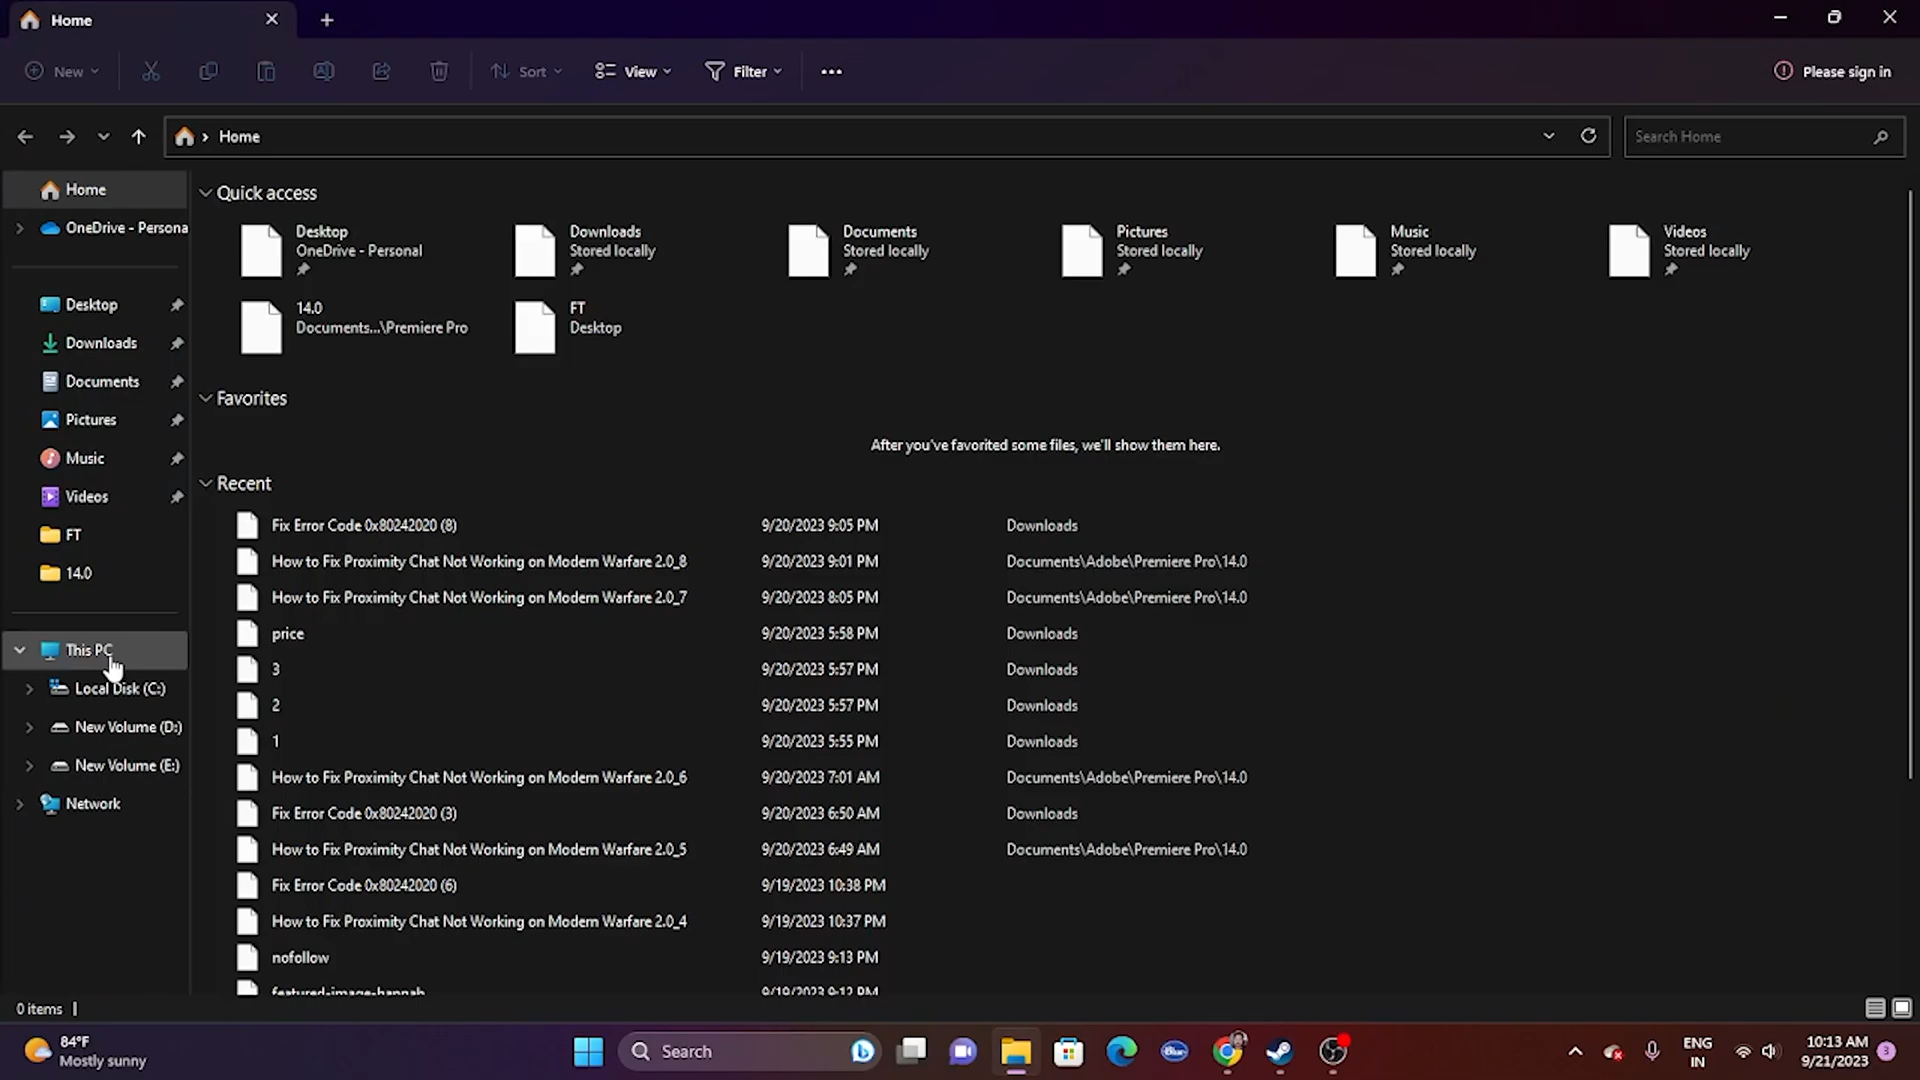 Home
New
Sort
View
Filter
Please sign in
Home
Search Home
Home
OneDrive - Persona
Desktop
Downloads
Documents
Pictures
Music
Videos
FT
14.0
This PC
Local Disk (C:)
New Volume (D:)
New Volume (E:)
Network
Quick access
Desktop
OneDrive - Personal
Downloads
Stored locally
Documents
Stored locally
Pictures
Stored locally
Music
Stored locally
Videos
Stored locally
14.0
Documents...\Premiere Pro
FT
Desktop
Favorites
After you've favorited some files, we'll show them here.
Recent
Fix Error Code 0x80242020 (8) 9/20/2023 9:05 PM Downloads
How to Fix Proximity Chat Not Working on Modern Warfare 2.0_8 9/20/2023 9:01 PM Documents\Adobe\Premiere Pro\14.0
How to Fix Proximity Chat Not Working on Modern Warfare 2.0_7 9/20/2023 8:05 PM Documents\Adobe\Premiere Pro\14.0
price 9/20/2023 5:58 PM Downloads
3 9/20/2023 5:57 PM Downloads
2 9/20/2023 5:57 PM Downloads
1 9/20/2023 5:55 PM Downloads
How to Fix Proximity Chat Not Working on Modern Warfare 2.0_6 9/20/2023 7:01 AM Documents\Adobe\Premiere Pro\14.0
Fix Error Code 0x80242020 (3) 9/20/2023 6:50 AM Downloads
How to Fix Proximity Chat Not Working on Modern Warfare 2.0_5 9/20/2023 6:49 AM Documents\Adobe\Premiere Pro\14.0
Fix Error Code 0x80242020 (6) 9/19/2023 10:38 PM
How to Fix Proximity Chat Not Working on Modern Warfare 2.0_4 9/19/2023 10:37 PM
nofollow 9/19/2023 9:13 PM
featured-image-hannah 9/19/2023 9:12 PM
0 items
84°F
Mostly sunny
Search
Blue
ENG
IN
10:13 AM
9/21/2023
3